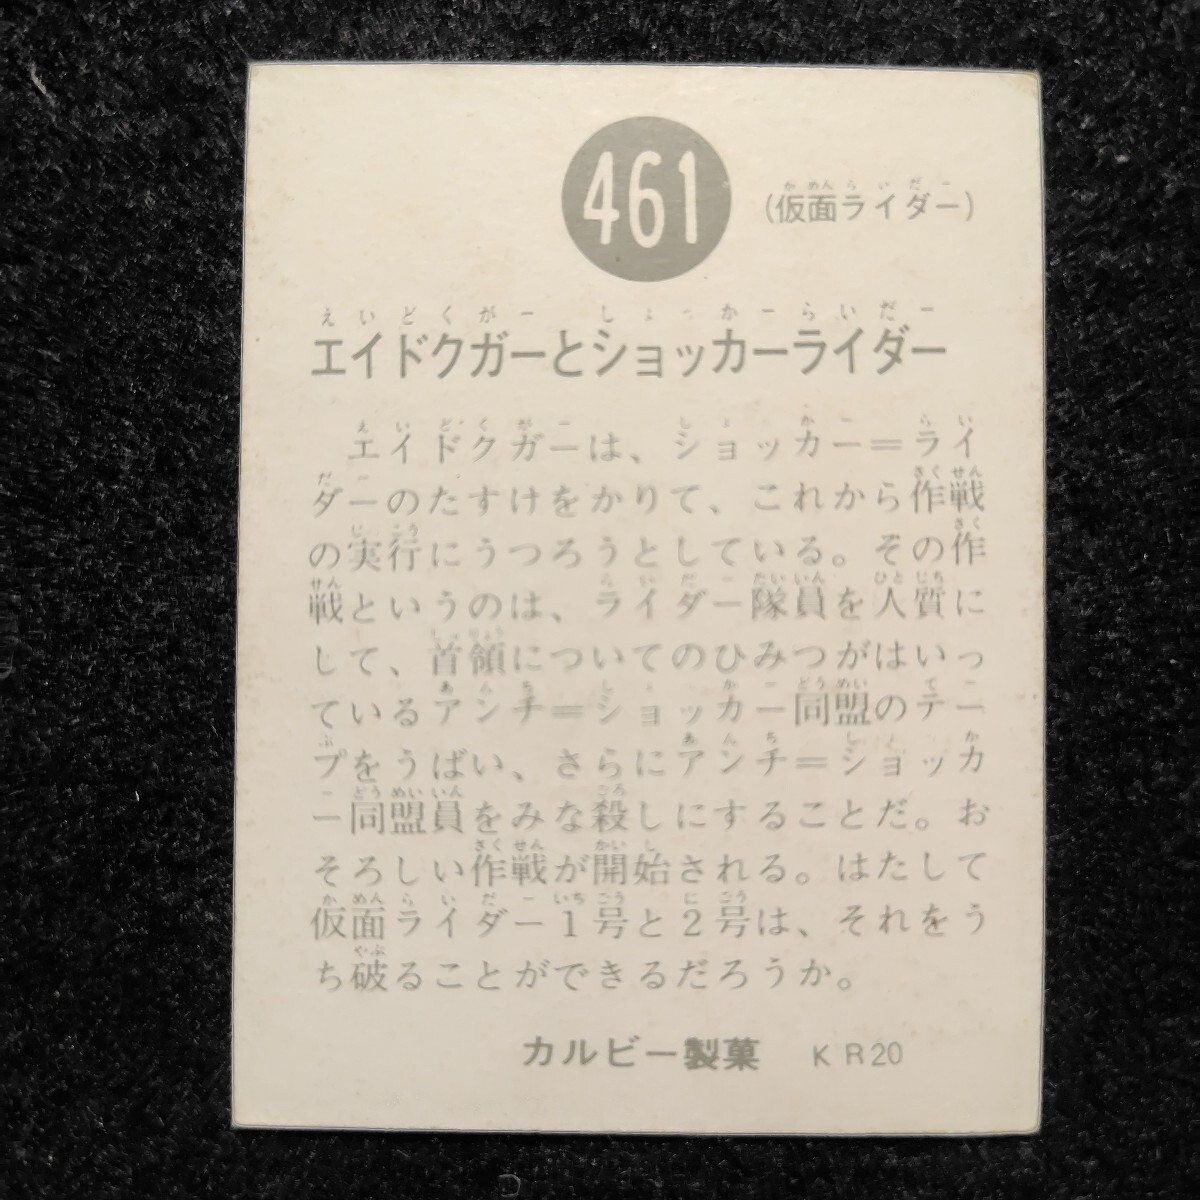 461
(仮面ライダー)
エイドクガーとショッカーライダー
エイドクガーは、ショッカー＝ライ
ダーのたすけをかりて、これから作戦
の実行にうつろうとしている。その作
戦というのは、ライダー隊員を人質に
して、首領についてのひみつがはいっ
ているアンチ＝ショッカー同盟のテー
プをうばい、さらにアンチ＝ショッカ
ー同盟員をみな殺しにすることだ。お
そろしい作戦が開始される。はたして
仮面ライダー1号と2号は、それをう
ち破ることができるだろうか。
カルビー製菓　KR20